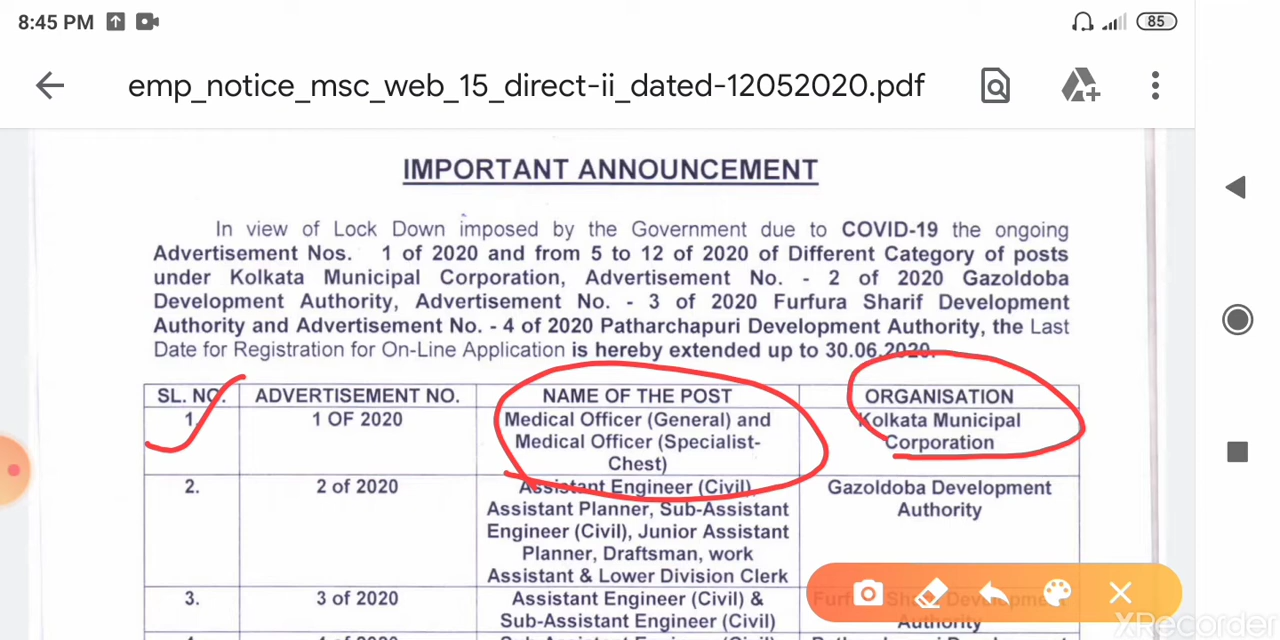 8:45 PM
85
emp_notice_msc_web_15_direct-ii_dated-12052020.pdf
IMPORTANT ANNOUNCEMENT
In view of Lock Down imposed by the Government due to COVID-19 the ongoing
Advertisement Nos. 1 of 2020 and from 5 to 12 of 2020 of Different Category of posts
under Kolkata Municipal Corporation, Advertisement No. - 2 of 2020 Gazoldoba
Development Authority, Advertisement No. - 3 of 2020 Furfura Sharif Development
Authority and Advertisement No. - 4 of 2020 Patharchapuri Development Authority, the Last
Date for Registration for On-Line Application is hereby extended up to 30.06.2020.
SL. NO. ADVERTISEMENT NO. NAME OF THE POST ORGANISATION
1. 1 OF 2020 Medical Officer (General) and Kolkata Municipal
Medical Officer (Specialist- Corporation
Chest)
2. 2 of 2020 Assistant Engineer (Civil), Gazoldoba Development
Assistant Planner, Sub-Assistant Authority
Engineer (Civil), Junior Assistant
Planner, Draftsman, work
Assistant & Lower Division Clerk
3. 3 of 2020 Assistant Engineer (Civil) & Furfura Sharif Development
Sub-Assistant Engineer (Civil) Authority
XRecorder